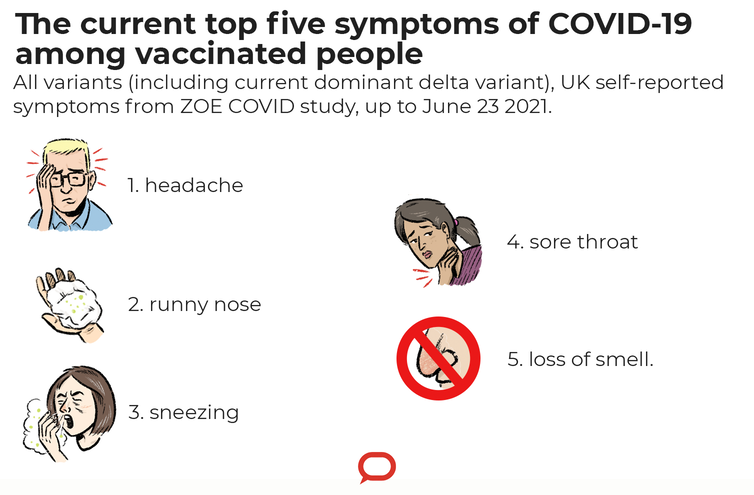 The current top five symptoms of COVID-19
among vaccinated people
All variants (including current dominant delta variant), UK self-reported
symptoms from ZOE COVID study, up to June 23 2021.
1. headache
2. runny nose
3. sneezing
4. sore throat
5. loss of smell.